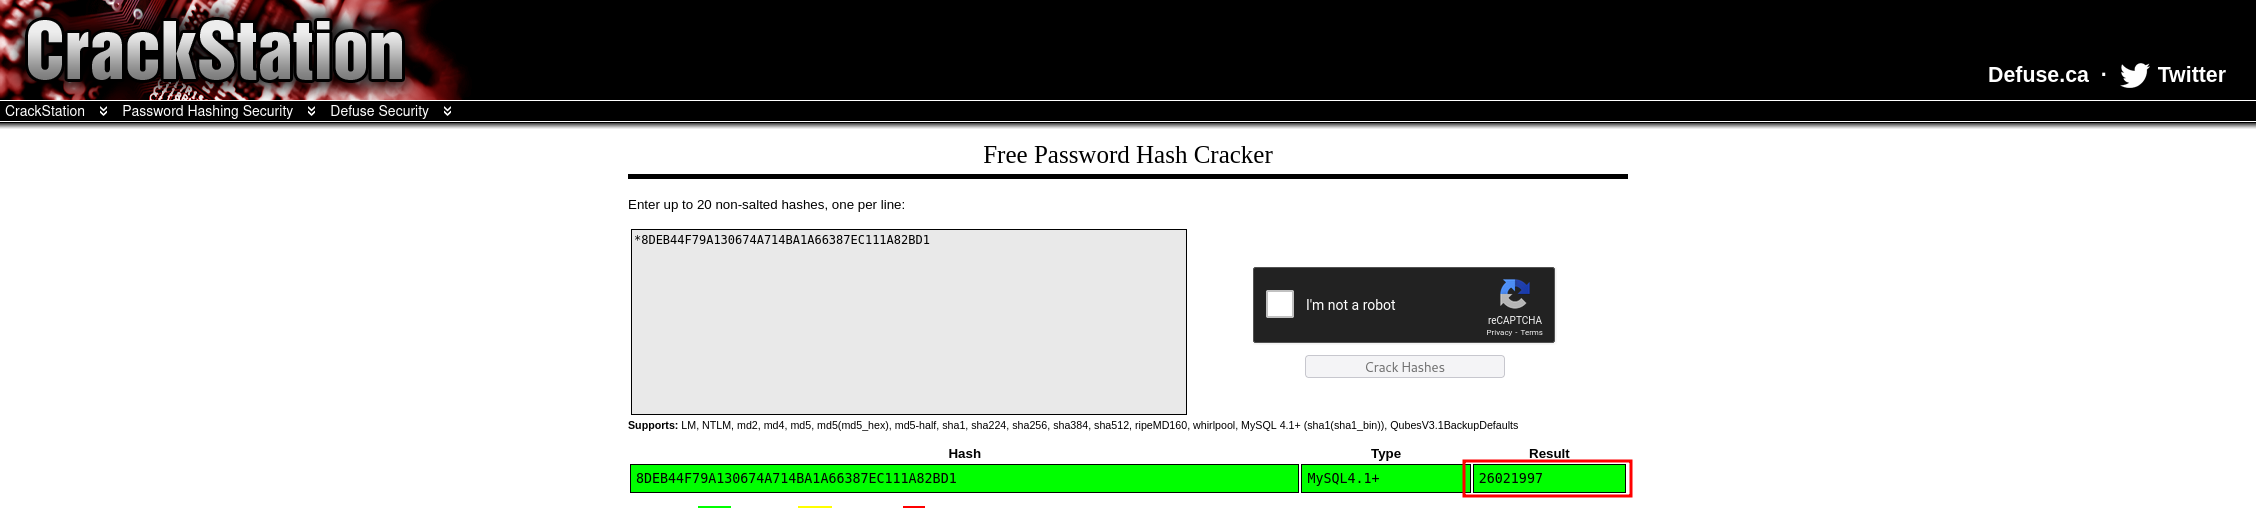 CrackStation
Defuse.ca · Twitter
CrackStation Password Hashing Security Defuse Security
Free Password Hash Cracker
Enter up to 20 non-salted hashes, one per line:
*8DEB44F79A130674A714BA1A66387EC111A82BD1
I'm not a robot
reCAPTCHA
Privacy - Terms
Crack Hashes
Supports: LM, NTLM, md2, md4, md5, md5(md5_hex), md5-half, sha1, sha224, sha256, sha384, sha512, ripeMD160, whirlpool, MySQL 4.1+ (sha1(sha1_bin)), QubesV3.1BackupDefaults
Hash Type Result
8DEB44F79A130674A714BA1A66387EC111A82BD1 MySQL4.1+ 26021997